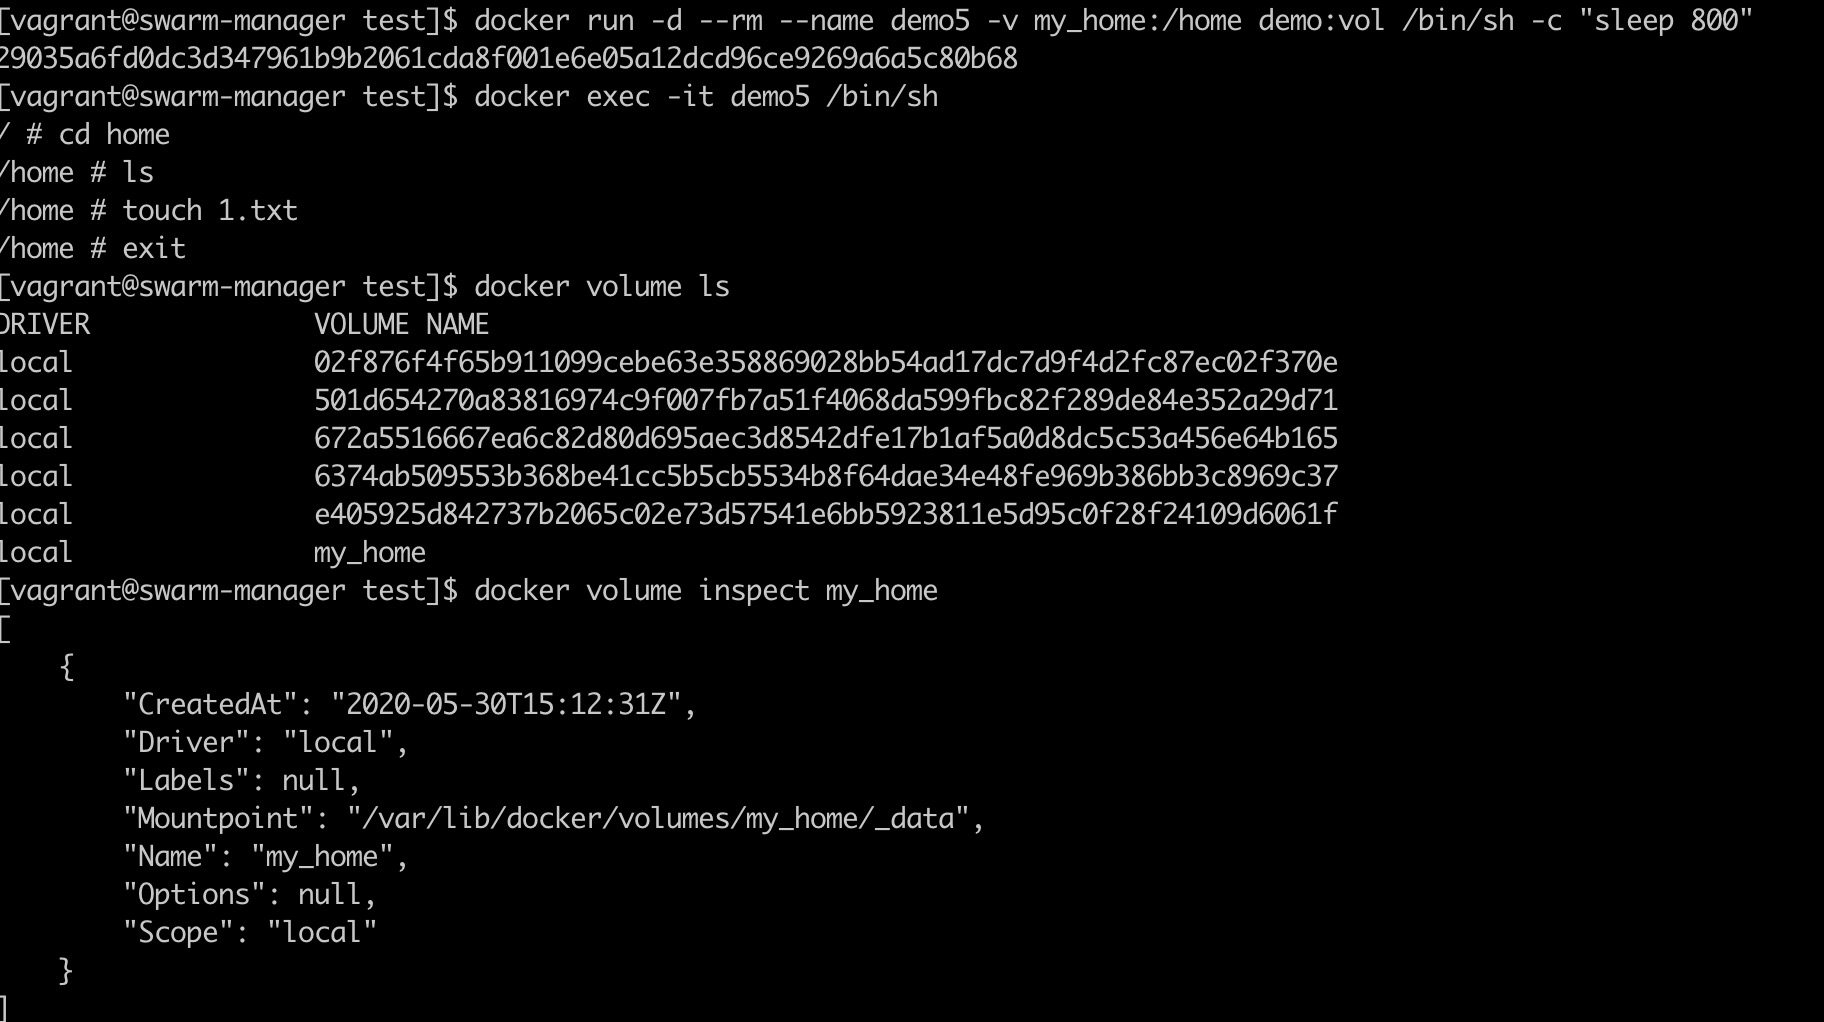 [vagrant@swarm-manager test]$ docker run -d --rm --name demo5 -v my_home:/home demo:vol /bin/sh -c "sleep 800"
29035a6fd0dc3d347961b9b2061cda8f001e6e05a12dcd96ce9269a6a5c80b68
[vagrant@swarm-manager test]$ docker exec -it demo5 /bin/sh
/ # cd home
/home # ls
/home # touch 1.txt
/home # exit
[vagrant@swarm-manager test]$ docker volume ls
DRIVER              VOLUME NAME
local               02f876f4f65b911099cebe63e358869028bb54ad17dc7d9f4d2fc87ec02f370e
local               501d654270a83816974c9f007fb7a51f4068da599fbc82f289de84e352a29d71
local               672a5516667ea6c82d80d695aec3d8542dfe17b1af5a0d8dc5c53a456e64b165
local               6374ab509553b368be41cc5b5cb5534b8f64dae34e48fe969b386bb3c8969c37
local               e405925d842737b2065c02e73d57541e6bb5923811e5d95c0f28f24109d6061f
local               my_home
[vagrant@swarm-manager test]$ docker volume inspect my_home
[
    {
        "CreatedAt": "2020-05-30T15:12:31Z",
        "Driver": "local",
        "Labels": null,
        "Mountpoint": "/var/lib/docker/volumes/my_home/_data",
        "Name": "my_home",
        "Options": null,
        "Scope": "local"
    }
]